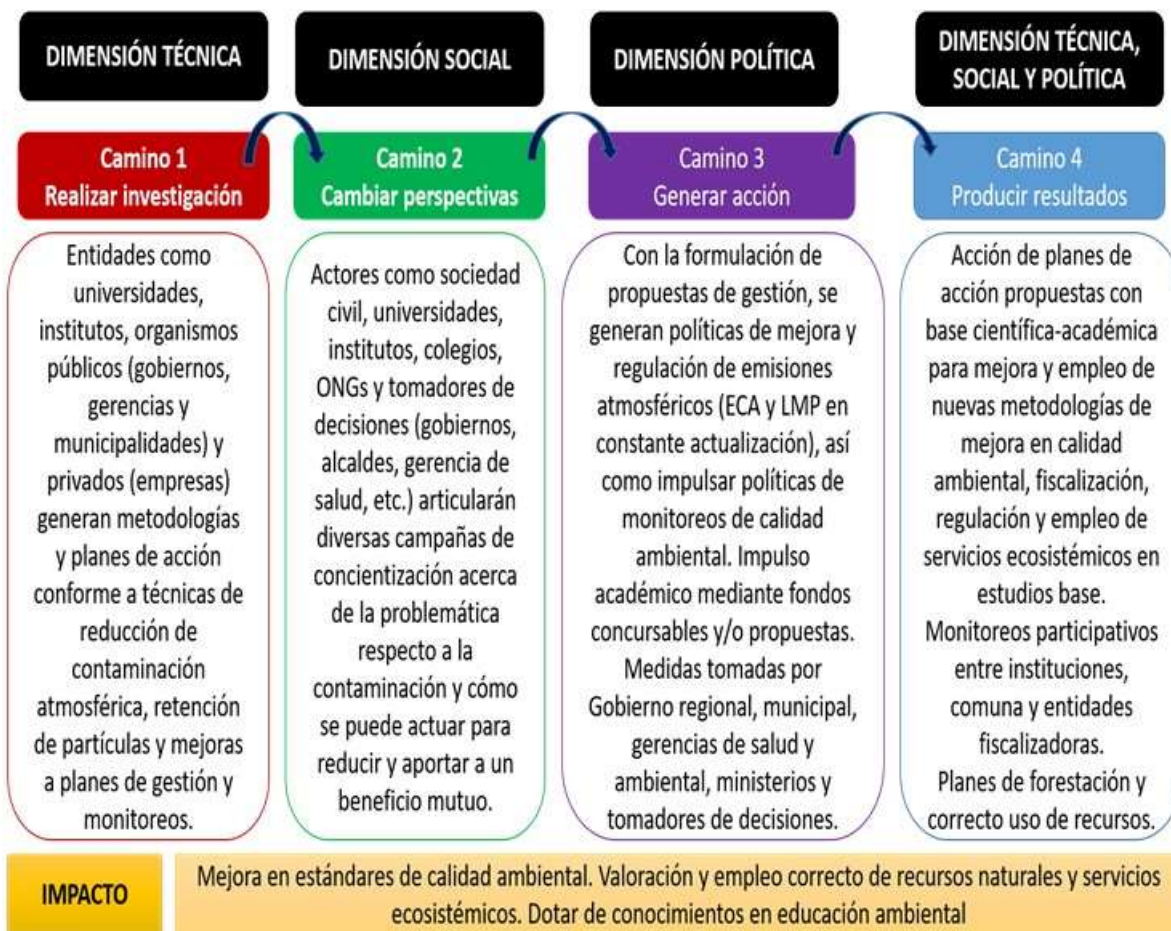 DIMENSIÓN TÉCNICA
DIMENSIÓN SOCIAL
DIMENSIÓN POLÍTICA
DIMENSIÓN TÉCNICA,
SOCIAL Y POLÍTICA
Camino 1
Realizar investigación
Camino 2
Cambiar perspectivas
Camino 3
Generar acción
Camino 4
Producir resultados
Entidades como
universidades,
institutos, organismos
públicos (gobiernos,
gerencias y
municipalidades) y
privados (empresas)
generan metodologías
y planes de acción
conforme a técnicas de
reducción de
contaminación
atmosférica, retención
de partículas y mejoras
a planes de gestión y
monitoreos.
Actores como sociedad
civil, universidades,
institutos, colegios,
ONGs y tomadores de
decisiones (gobiernos,
alcaldes, gerencia de
salud, etc.) articularán
diversas campañas de
concientización acerca
de la problemática
respecto a la
contaminación y cómo
se puede actuar para
reducir y aportar a un
beneficio mutuo.
Con la formulación de
propuestas de gestión, se
generan políticas de mejora y
regulación de emisiones
atmosféricos (ECA y LMP en
constante actualización), así
como impulsar políticas de
monitoreos de calidad
ambiental. Impulso
académico mediante fondos
concursables y/o propuestas.
Medidas tomadas por
Gobierno regional, municipal,
gerencias de salud y
ambiental, ministerios y
tomadores de decisiones.
Acción de planes de
acción propuestas con
base científica-académica
para mejora y empleo de
nuevas metodologías de
mejora en calidad
ambiental, fiscalización,
regulación y empleo de
servicios ecosistémicos en
estudios base.
Monitoreos participativos
entre instituciones,
comuna y entidades
fiscalizadoras.
Planes de forestación y
correcto uso de recursos.
IMPACTO
Mejora en estándares de calidad ambiental. Valoración y empleo correcto de recursos naturales y servicios
ecosistémicos. Dotar de conocimientos en educación ambiental